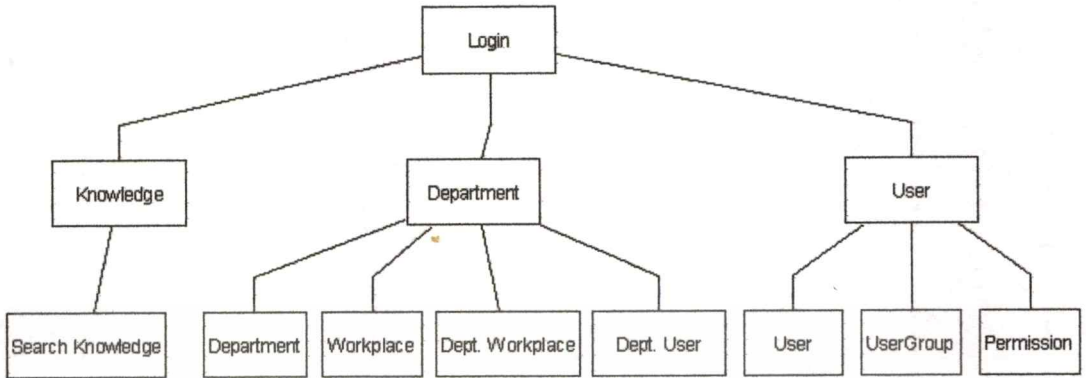 Login
Knowledge
Department
User
Search Knowledge
Department
Workplace
Dept. Workplace
Dept. User
User
UserGroup
Permission